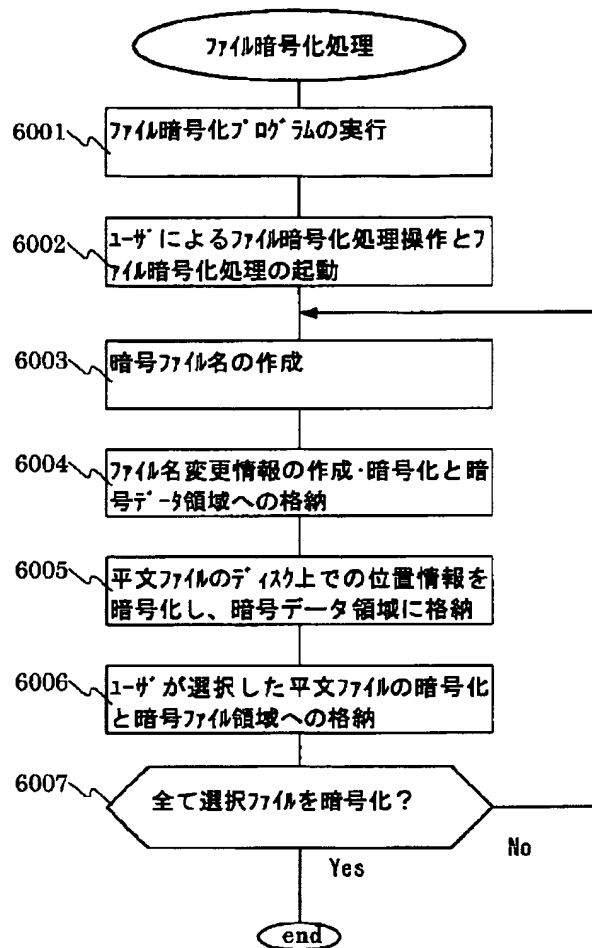 ファイル暗号化処理
6001
ファイル暗号化プログラムの実行
6002
ユーザによるファイル暗号化処理操作とフ
ァイル暗号化処理の起動
6003
暗号ファイル名の作成
6004
ファイル名変更情報の作成・暗号化と暗
号データ領域への格納
6005
平文ファイルのディスク上での位置情報を
暗号化し、暗号データ領域に格納
6006
ユーザが選択した平文ファイルの暗号化
と暗号ファイル領域への格納
6007
全て選択ファイルを暗号化?
No
Yes
end